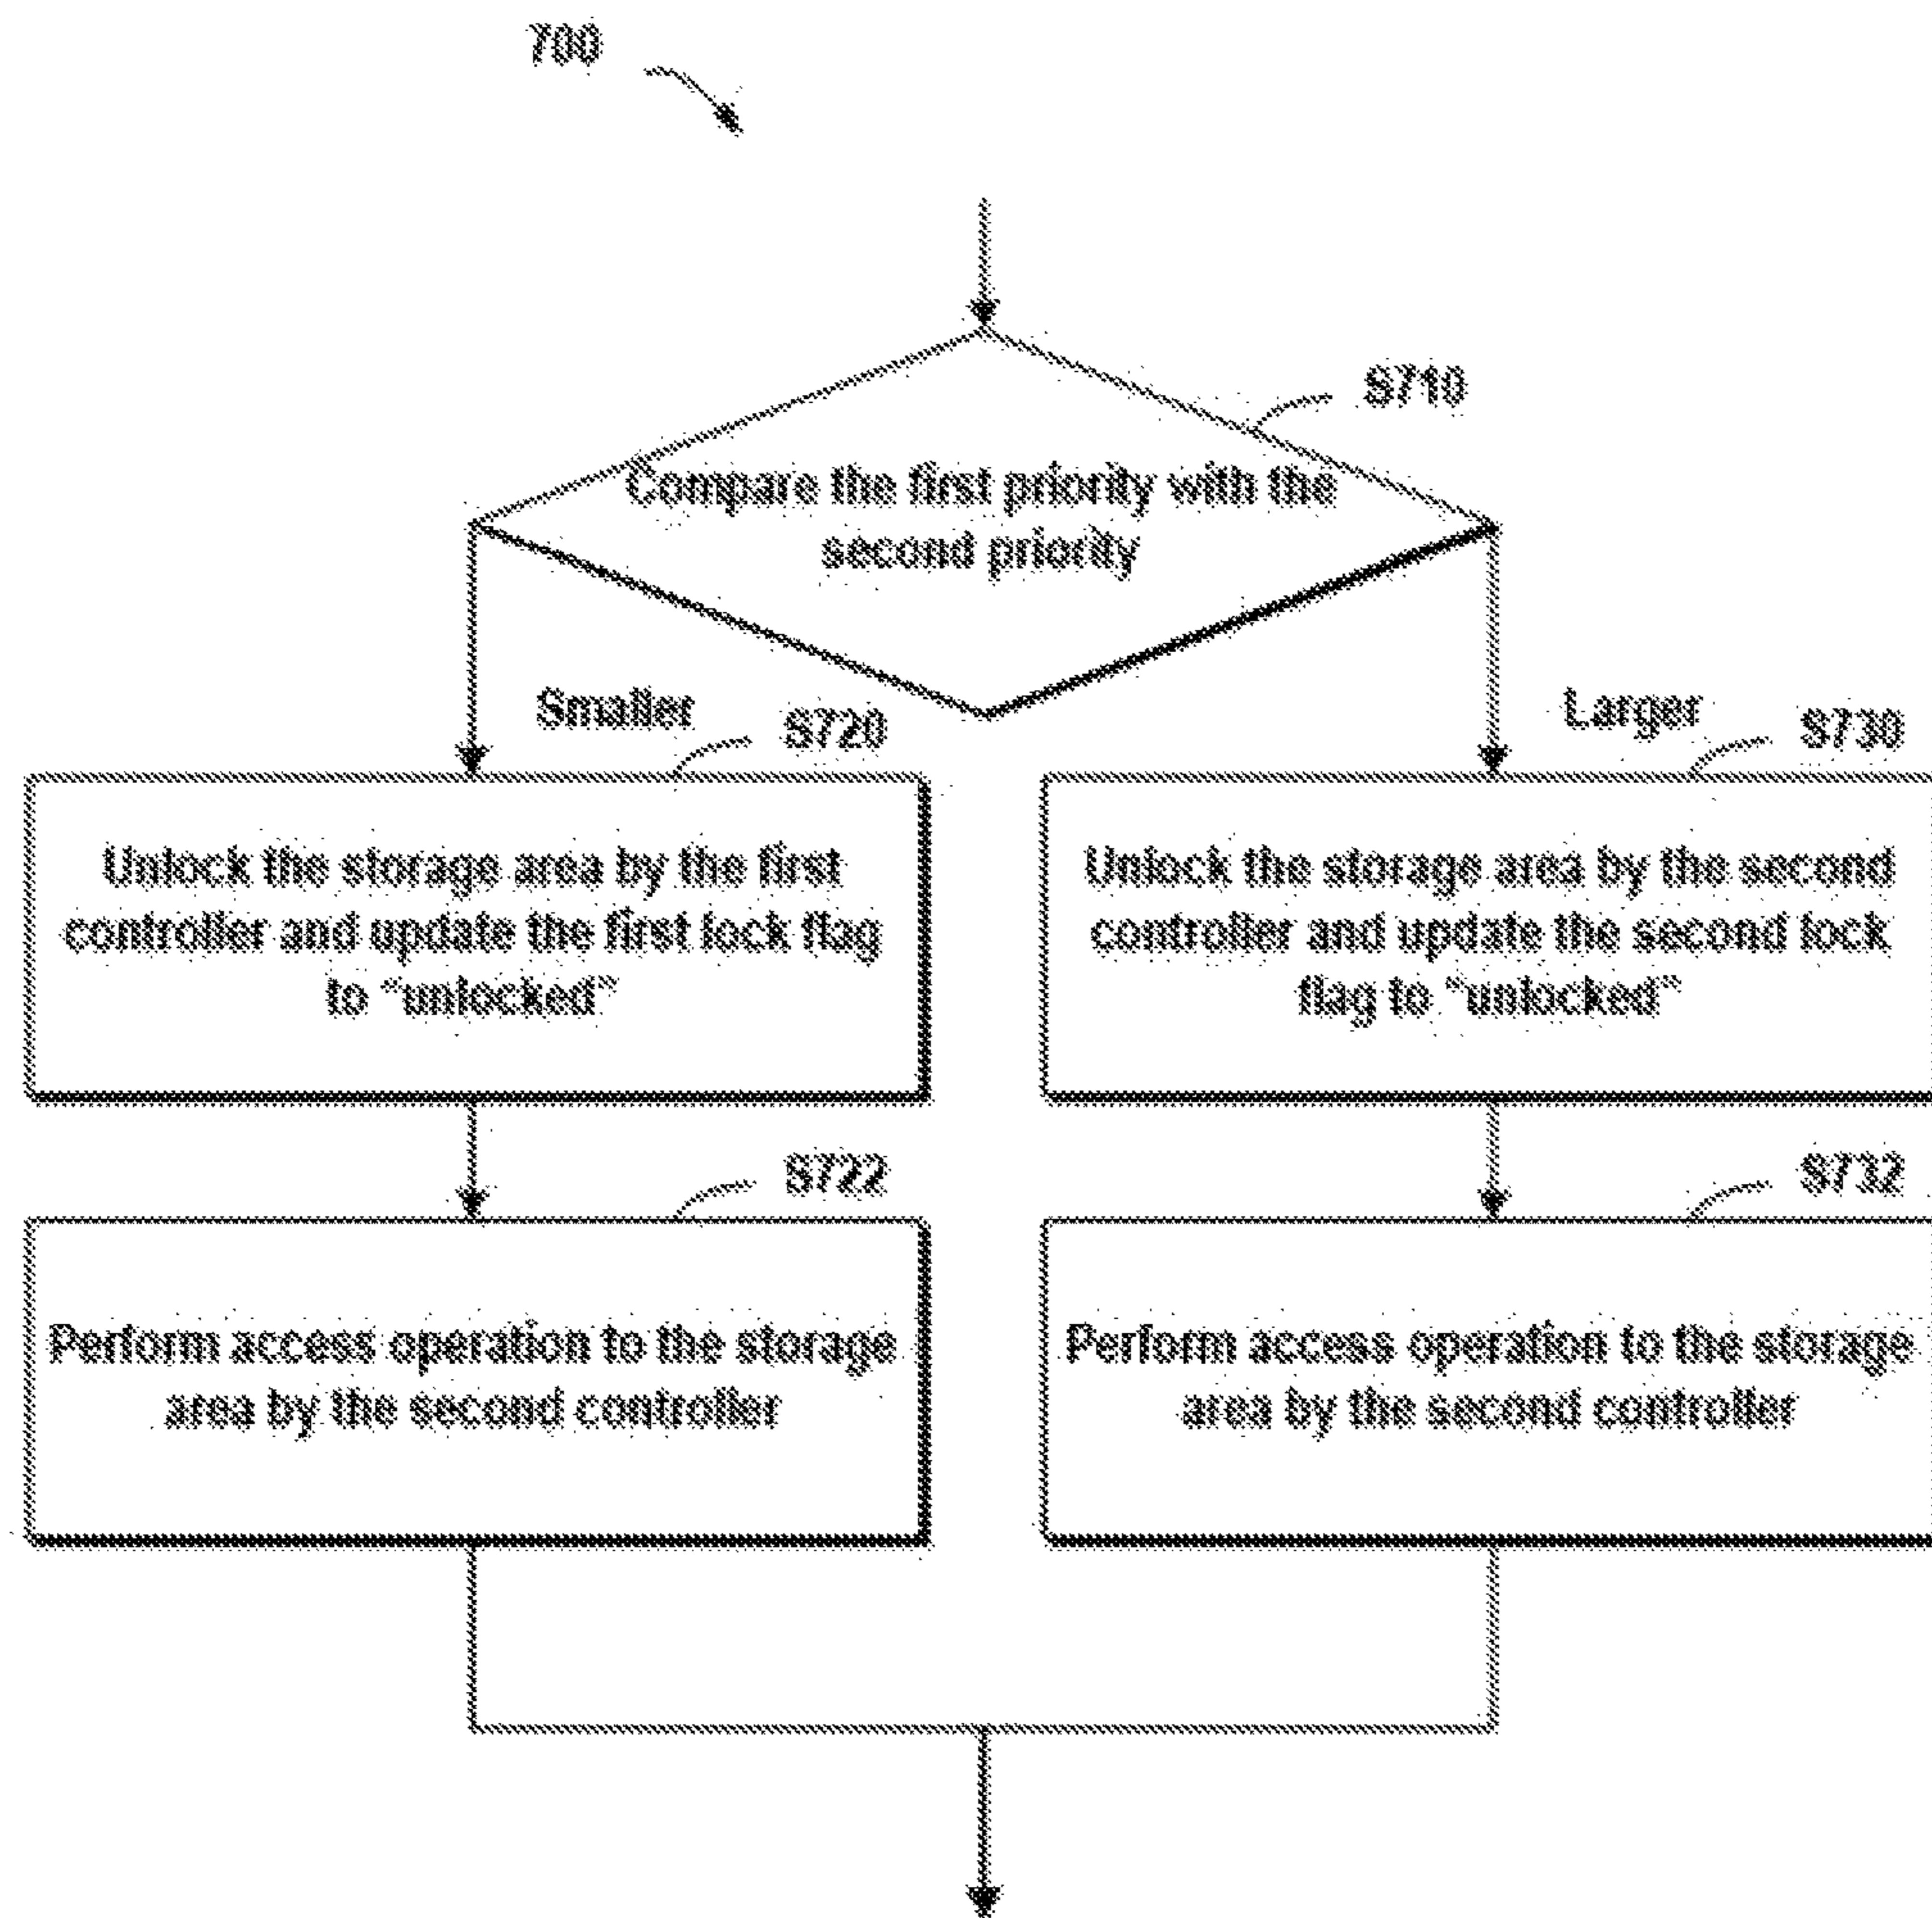 700
S710
Compare the first priority with the
second priority
Smaller
S720
Larger
S730
Unlock the storage area by the first
controller and update the first lock flag
to "unlocked"
Unlock the storage area by the second
controller and update the second lock
flag to "unlocked"
S722
S732
Perform access operation to the storage
area by the second controller
Perform access operation to the storage
area by the second controller